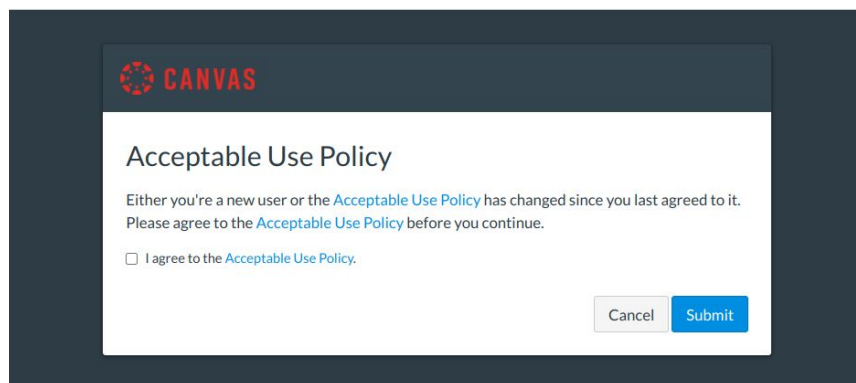 CANVAS
Acceptable Use Policy
Either you're a new user or the Acceptable Use Policy has changed since you last agreed to it.
Please agree to the Acceptable Use Policy before you continue.
I agree to the Acceptable Use Policy.
Cancel Submit